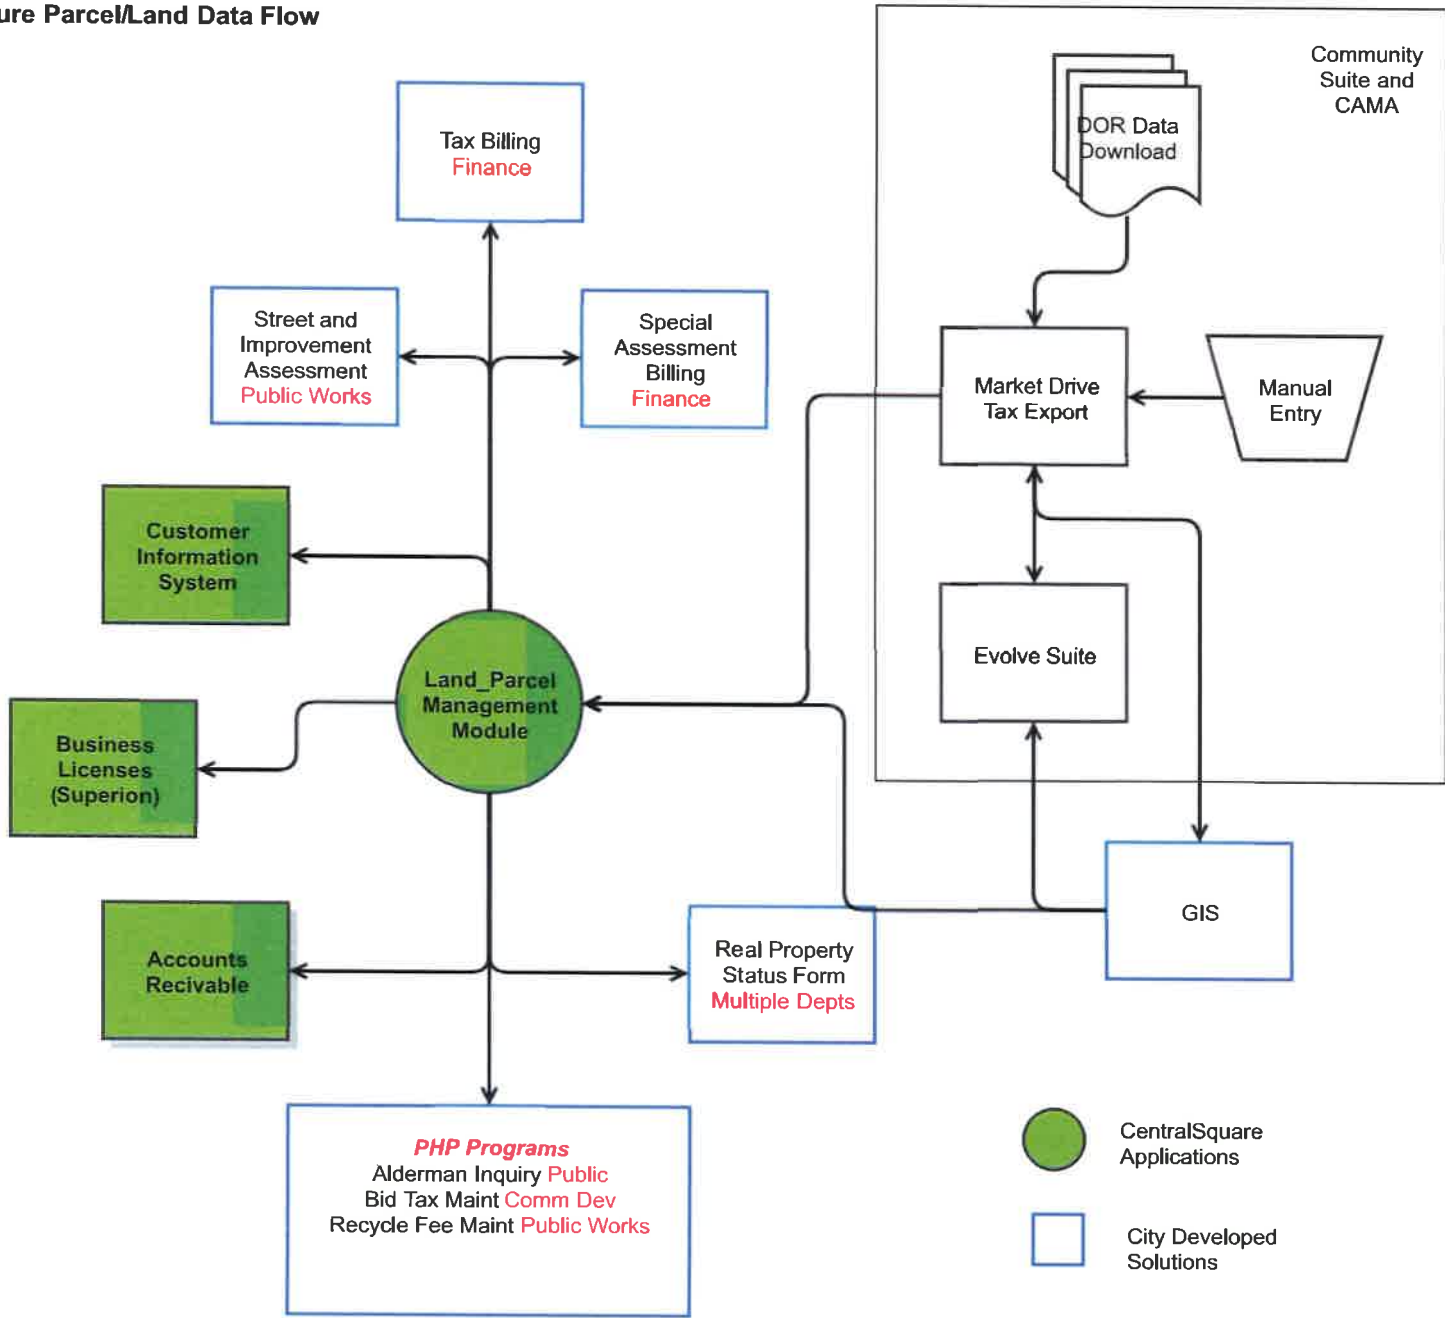 ure Parcel/Land Data Flow
Community
Suite and
CAMA
DOR Data
Download
Tax Billing
Finance
Street and
Improvement
Assessment
Public Works
Special
Assessment
Billing
Finance
Market Drive
Tax Export
Manual
Entry
Customer
Information
System
Evolve Suite
Land_Parcel
Management
Module
Business
Licenses
(Superion)
GIS
Accounts
Recivable
Real Property
Status Form
Multiple Depts
PHP Programs
Alderman Inquiry Public
Bid Tax Maint Comm Dev
Recycle Fee Maint Public Works
CentralSquare
Applications
City Developed
Solutions